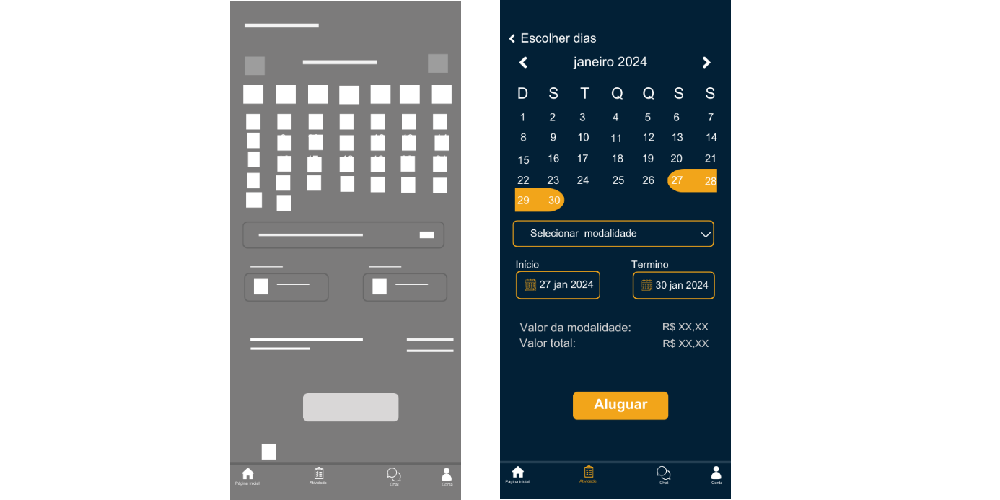 Página inicial
Atividade
Chat
Conta
Escolher dias
janeiro 2024
D S T Q Q S S
1 2 3 4 5 6 7
8 9 10 11 12 13 14
15 16 17 18 19 20 21
22 23 24 25 26 27 28
29 30
Selecionar modalidade
Início Termino
27 jan 2024 30 jan 2024
Valor da modalidade: R$ XX,XX
Valor total: R$ XX,XX
Aluguar
Página inicial
Atividade
Chat
Conta